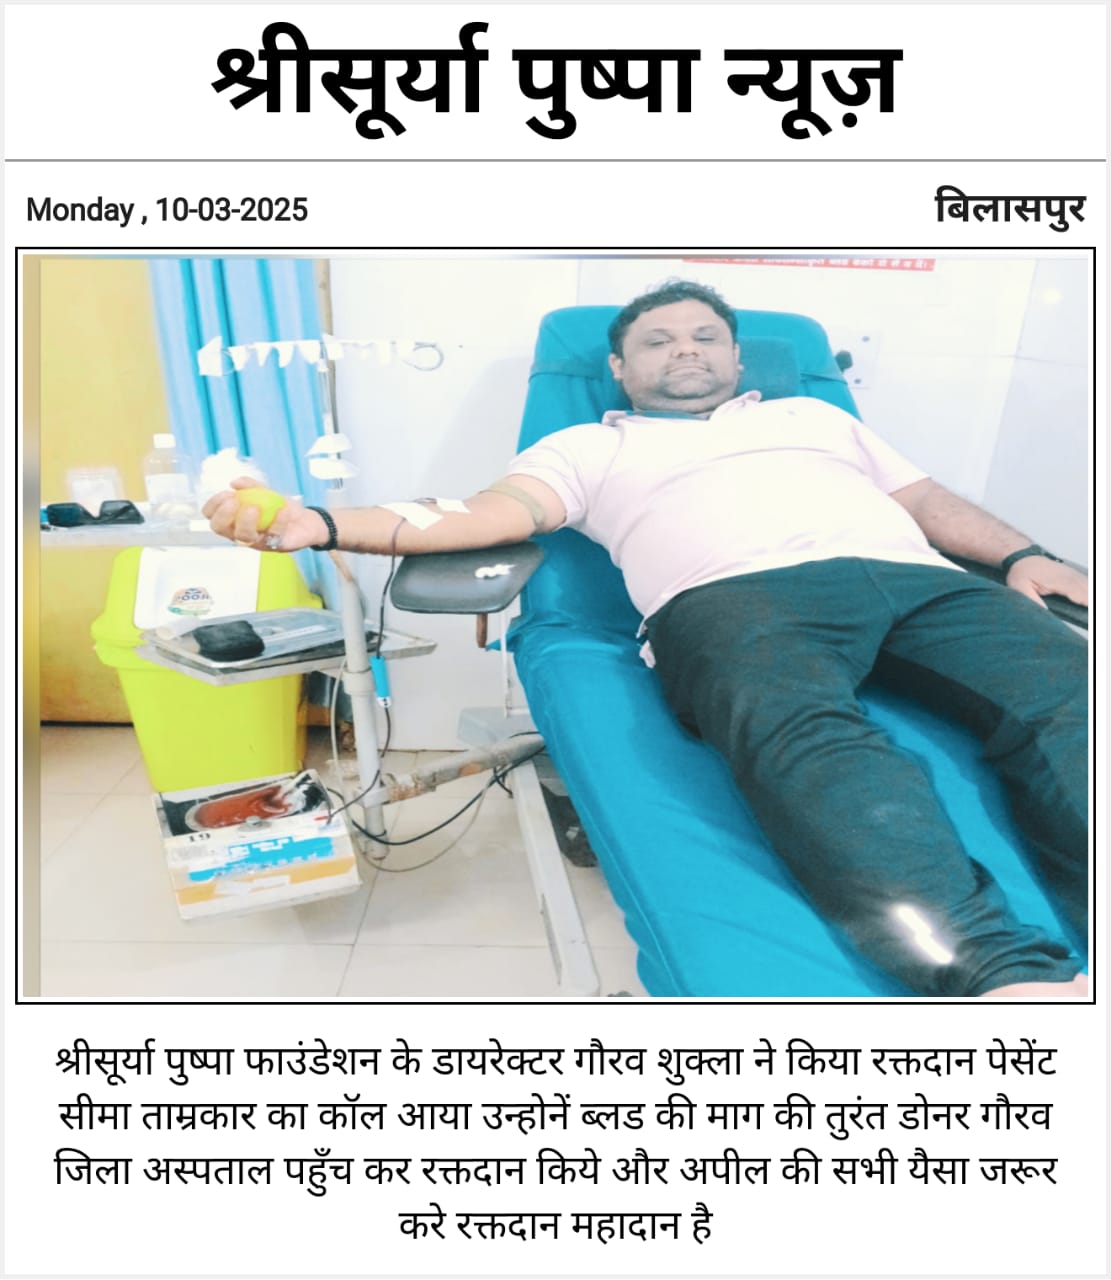 श्रीसूर्या पुष्पा न्यूज़
Monday , 10-03-2025
बिलासपुर
19
श्रीसूर्या पुष्पा फाउंडेशन के डायरेक्टर गौरव शुक्ला ने किया रक्तदान पेसेंट
सीमा ताम्रकार का कॉल आया उन्होनें ब्लड की माग की तुरंत डोनर गौरव
जिला अस्पताल पहुँच कर रक्तदान किये और अपील की सभी यैसा जरूर
करे रक्तदान महादान है